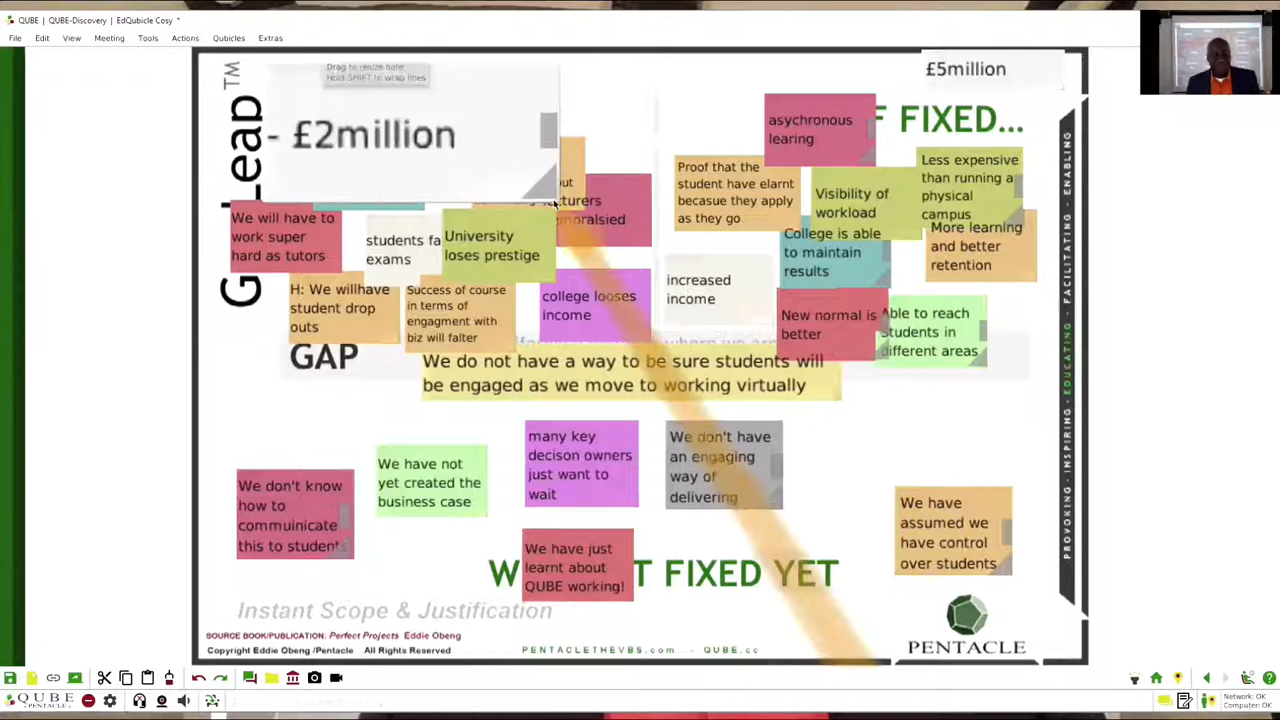 QUBE | QUBE-Discovery | EdQubicle Cosy *
File Edit View Meeting Tools Actions Qubicles Extras
Drag to resize note
Hold SHIFT to wrap lines
- £2million
£5million
Leap™
FIXED...
asychronous
learing
Proof that the
student have elarnt
becasue they apply
as they go
Visibility of
workload
Less expensive
than running a
physical
campus
More learning
and better
retention
College is able
to maintain
results
We will have to
work super
hard as tutors
students fa
exams
University
loses prestige
out
lecturers
college looses
income
increased
income
New normal is
better
Able to reach
students in
different areas
H: We willhave
student drop
outs
Success of course
in terms of
engagment with
biz will falter
GAP
We do not have a way to be sure students will
be engaged as we move to working virtually
many key
decison owners
just want to
wait
We don't have
an engaging
way of
delivering
We have not
yet created the
business case
We don't know
how to
commuinicate
this to students
We have
assumed we
have control
over students
We have just
learnt about
QUBE working!
W T FIXED YET
Instant Scope & Justification
SOURCE BOOK/PUBLICATION: Perfect Projects Eddie Obeng
Copyright Eddie Obeng /Pentacle All Rights Reserved
PENTACLETHEVBS.com - QUBE.cc
PENTACLE
PROVOKING · INSPIRING · EDUCATING · FACILITATING · ENABLING
QUBE
PENTACLE
Network: OK
Computer: OK